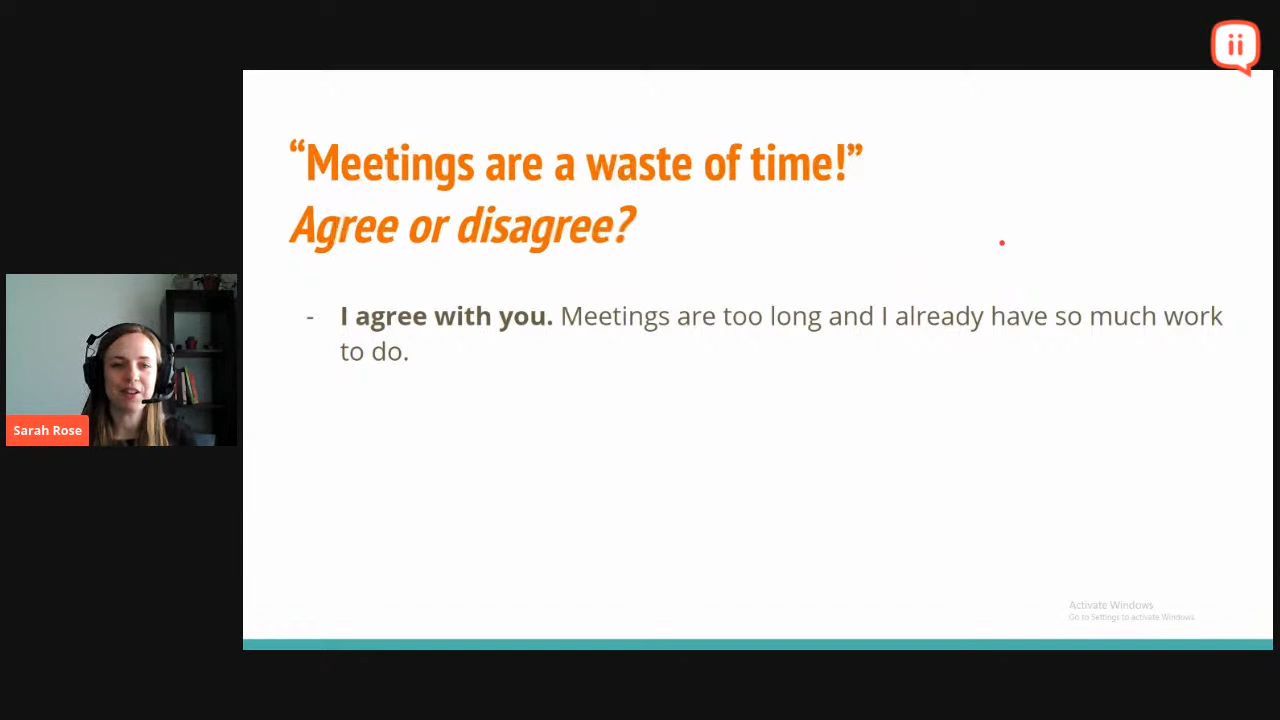 “Meetings are a waste of time!”
Agree or disagree?
- I agree with you. Meetings are too long and I already have so much work
to do.
Sarah Rose
Activate Windows
Go to Settings to activate Windows.
ii